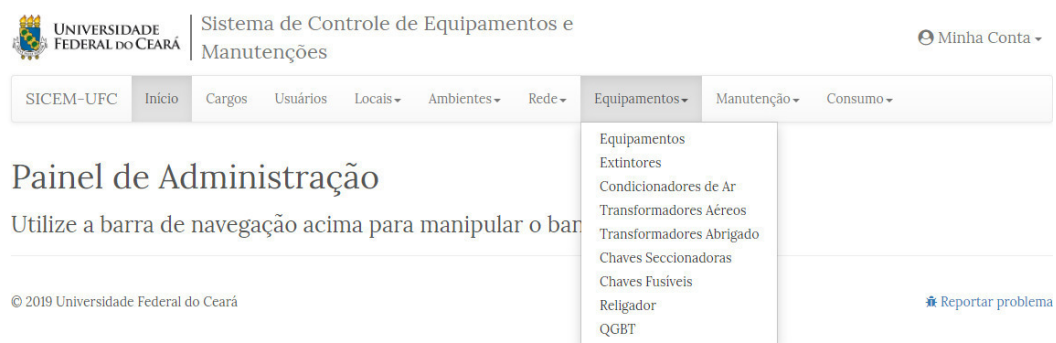 UNIVERSIDADE
FEDERAL DO CEARÁ
Sistema de Controle de Equipamentos e
Manutenções
Minha Conta
SICEM-UFC Início Cargos Usuários Locais Ambientes Rede Equipamentos Manutenção Consumo
Equipamentos
Extintores
Condicionadores de Ar
Transformadores Aéreos
Transformadores Abrigado
Chaves Seccionadoras
Chaves Fusíveis
Religador
QGBT
Painel de Administração
Utilize a barra de navegação acima para manipular o ban
© 2019 Universidade Federal do Ceará
Reportar problema